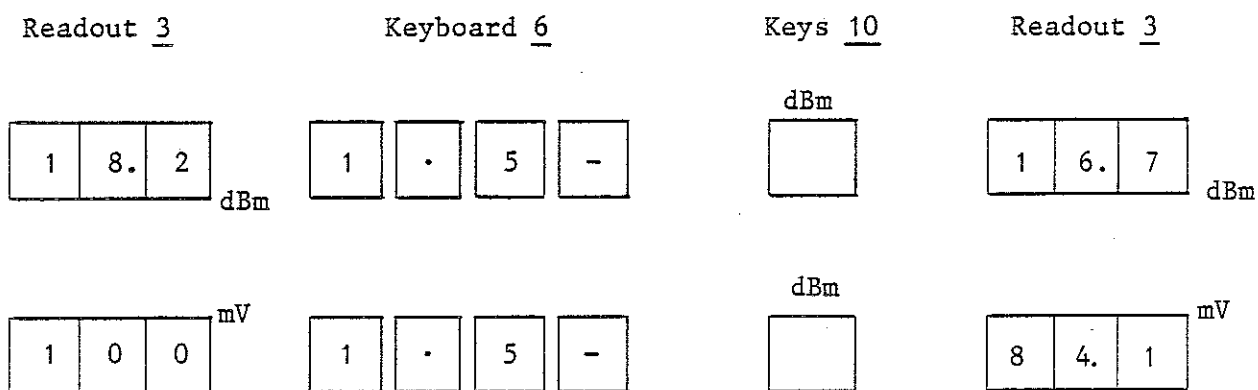 Readout 3 Keyboard 6 Keys 10 Readout 3
dBm
1 8. 2 dBm 1 . 5 - 1 6. 7 dBm
dBm
1 0 0 mV 1 . 5 - 8 4. 1 mV